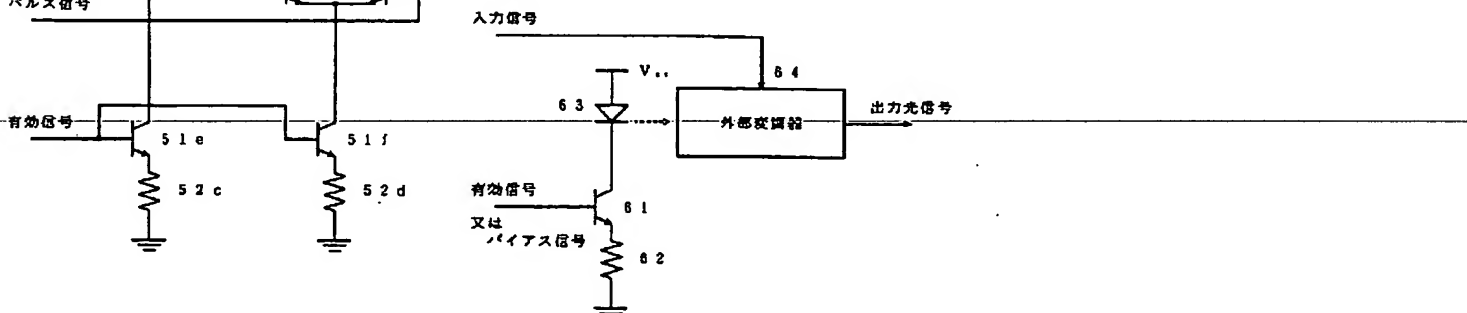 パルス信号
入力信号
V..
64
63
有効信号
51e
51f
外部変調器
出力光信号
52c
52d
有効信号
又は
バイアス信号
61
62